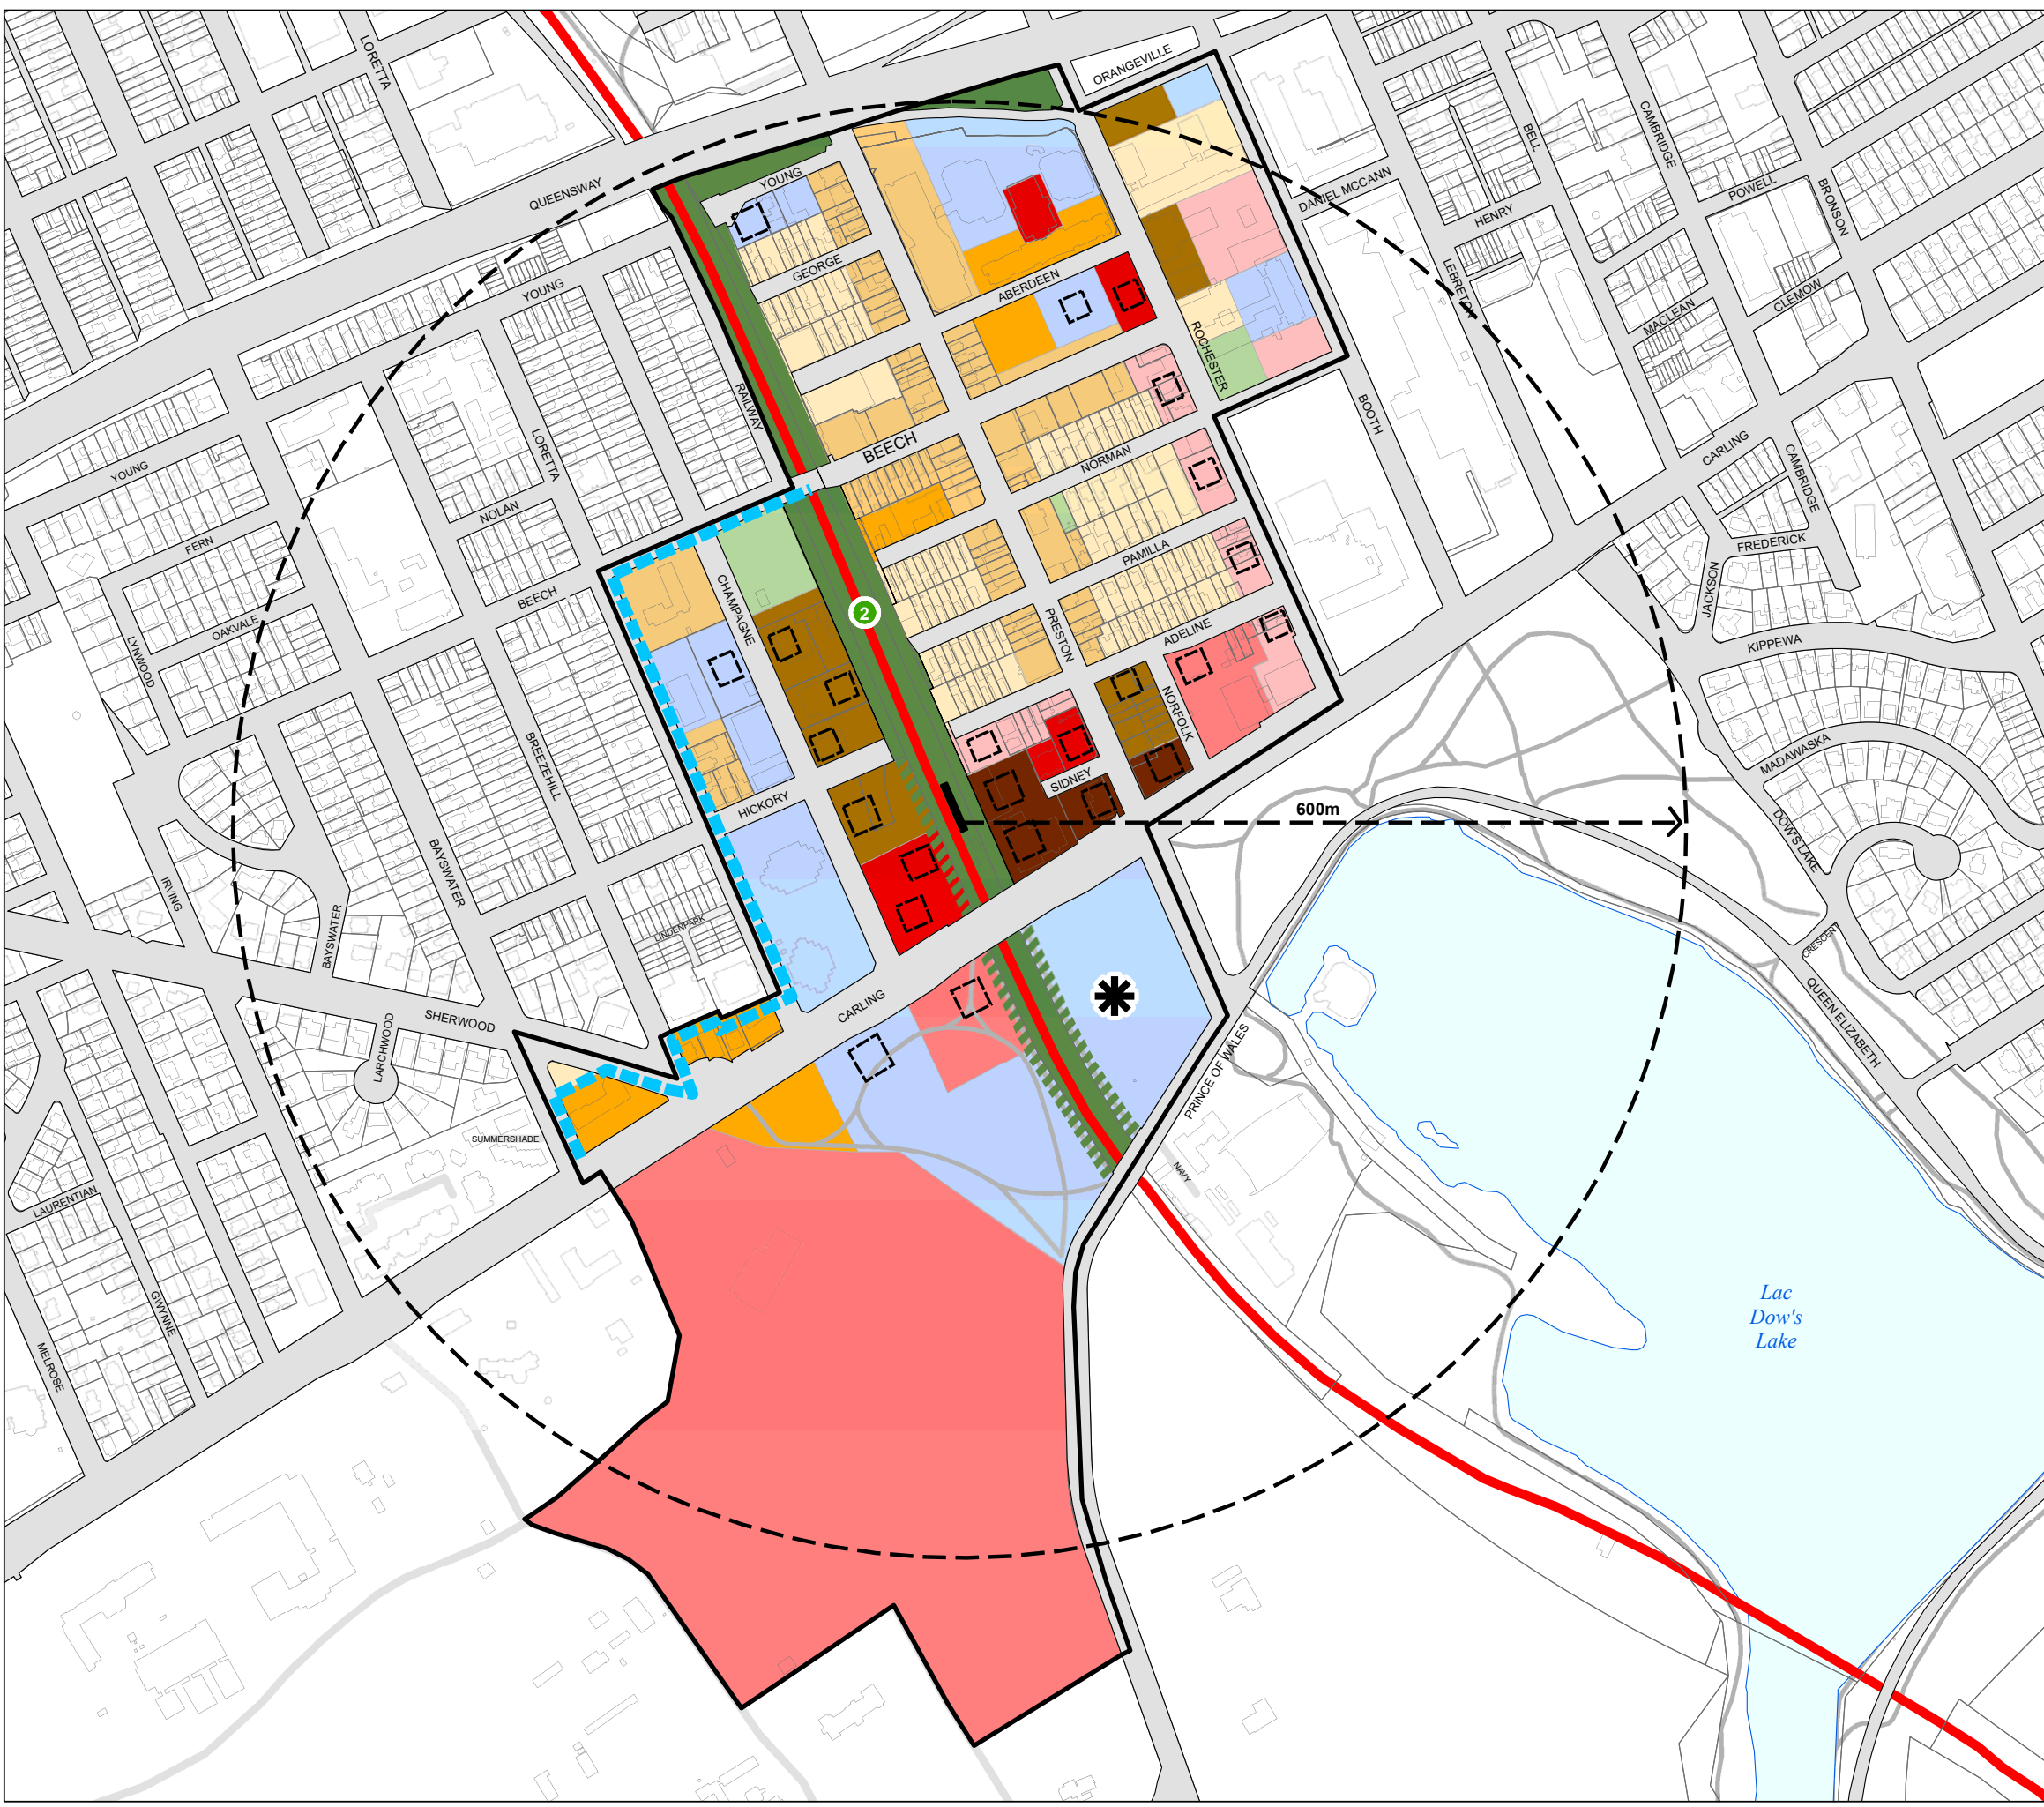 LORETTA
ORANGEVILLE
CAMBRIDGE
BELL
QUEENSWAY
YOUNG
DANIEL MCCANN
POWELL
BRONSON
HENRY
GEORGE
ABERDEEN
LEBRETON
CLEMOW
MACLEAN
YOUNG
ROCHESTER
RAILWAY
BOOTH
BEECH
LORETTA
YOUNG
NORMAN
CARLING
CAMBRIDGE
NOLAN
FERN
PAMILLA
FREDERICK
JACKSON
BEECH
CHAMPAGNE
2
OAKVALE
LYNWOOD
PRESTON
ADELINE
KIPPEWA
NORFOLK
BREEZEHILL
MADAWASKA
SIDNEY
HICKORY
600m
DOW'S LAKE
BAYSWATER
IRVING
LINDENPARK
BAYSWATER
CRESCENT
CARLING
QUEEN ELIZABETH
SHERWOOD
LARCHWOOD
PRINCE OF WALES
SUMMERSHADE
NAVY
LAURENTIAN
GWYNNE
MELROSE
Lac
Dow's
Lake